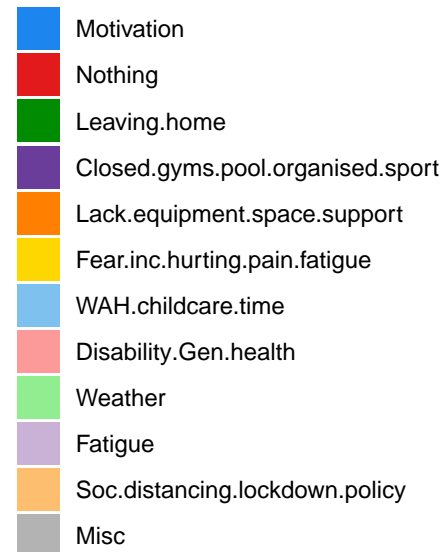 Motivation
Nothing
Leaving.home
Closed.gyms.pool.organised.sport
Lack.equipment.space.support
Fear.inc.hurting.pain.fatigue
WAH.childcare.time
Disability.Gen.health
Weather
Fatigue
Soc.distancing.lockdown.policy
Misc